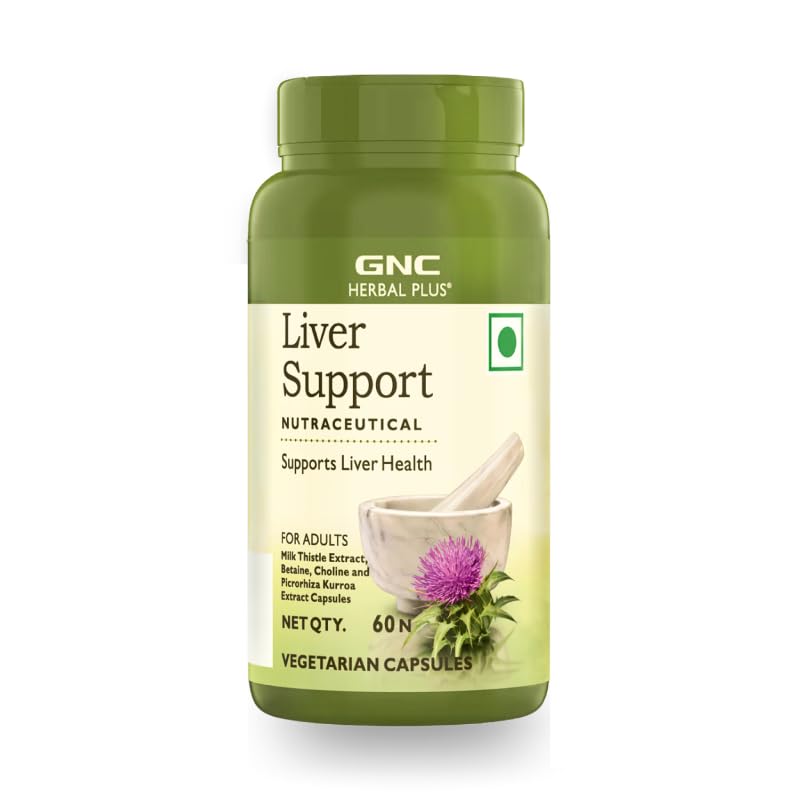 GNC
HERBAL PLUS®
Liver
Support
NUTRACEUTICAL
Supports Liver Health
FOR ADULTS
Milk Thistle Extract,
Betaine, Choline and
Picrorhiza Kurroa
Extract Capsules
NET QTY. 60 N
VEGETARIAN CAPSULES